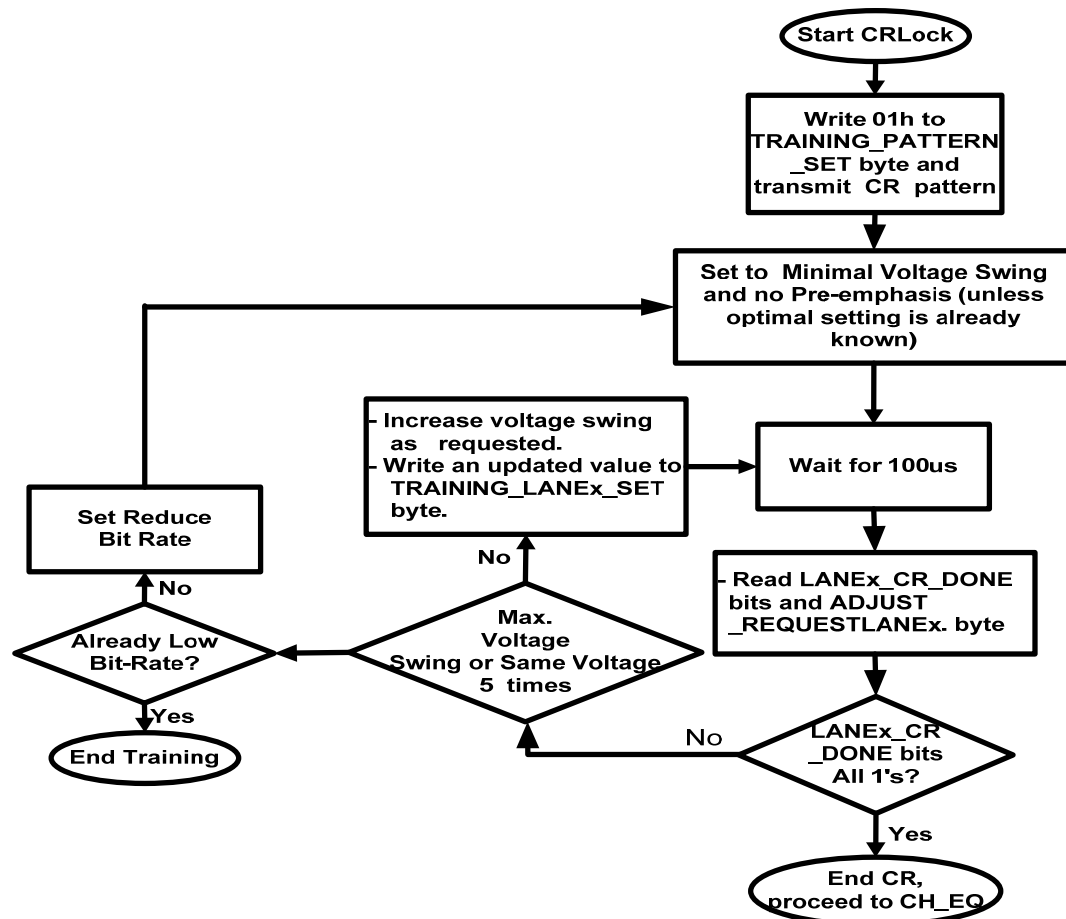 Start CRLock
Write 01h to
TRAINING_PATTERN
_SET byte and
transmit CR pattern
Set to Minimal Voltage Swing
and no Pre-emphasis (unless
optimal setting is already
known)
- Increase voltage swing
as requested.
- Write an updated value to
TRAINING_LANEx_SET
byte.
Wait for 100us
Set Reduce
Bit Rate
No
- Read LANEx_CR_DONE
bits and ADJUST
_REQUESTLANEx. byte
No
Already Low
Bit-Rate?
Max.
Voltage
Swing or Same Voltage
5 times
Yes
End Training
No
LANEx_CR
_DONE bits
All 1's?
Yes
End CR,
proceed to CH_EQ